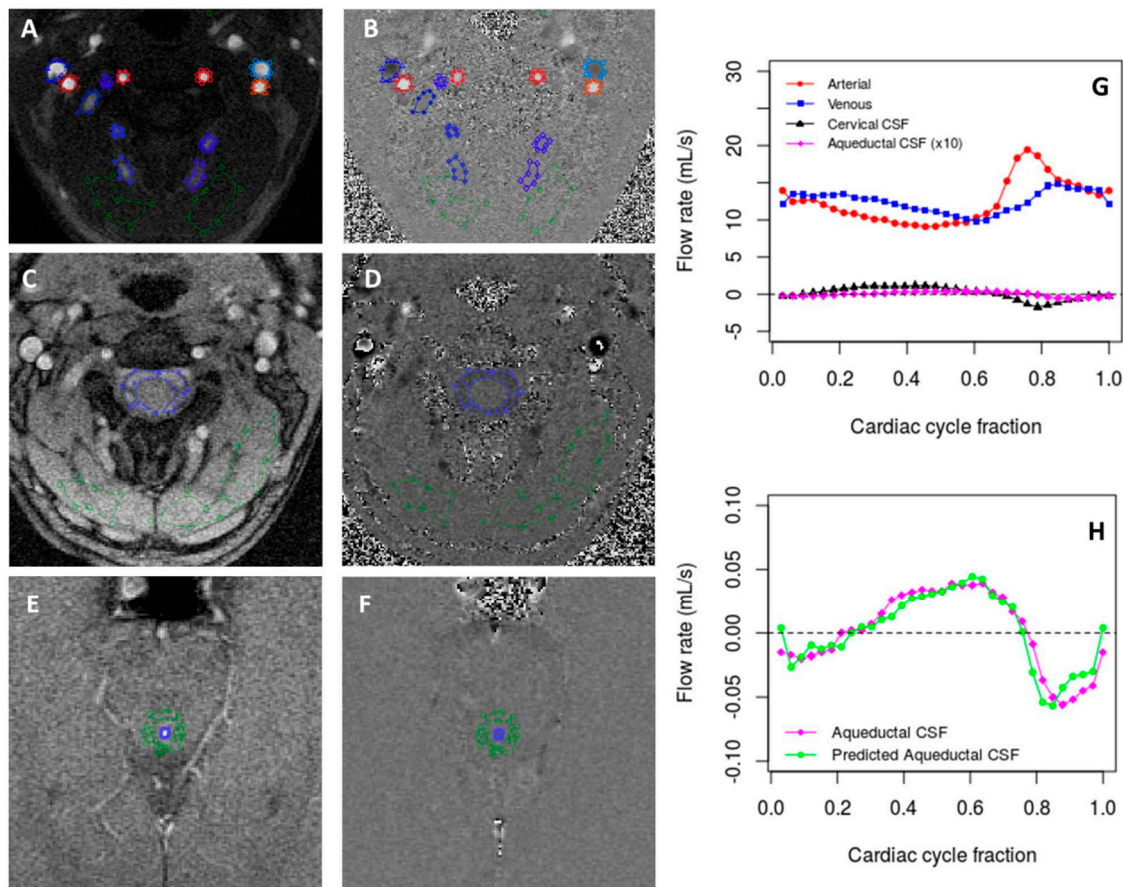 A
B
C
D
E
F
G
Arterial
Venous
Cervical CSF
Aqueductal CSF (x10)
Flow rate (mL/s)
30
20
10
0
-5
0.0 0.2 0.4 0.6 0.8 1.0
Cardiac cycle fraction
H
Flow rate (mL/s)
0.10
0.05
0.00
-0.05
-0.10
Aqueductal CSF
Predicted Aqueductal CSF
0.0 0.2 0.4 0.6 0.8 1.0
Cardiac cycle fraction